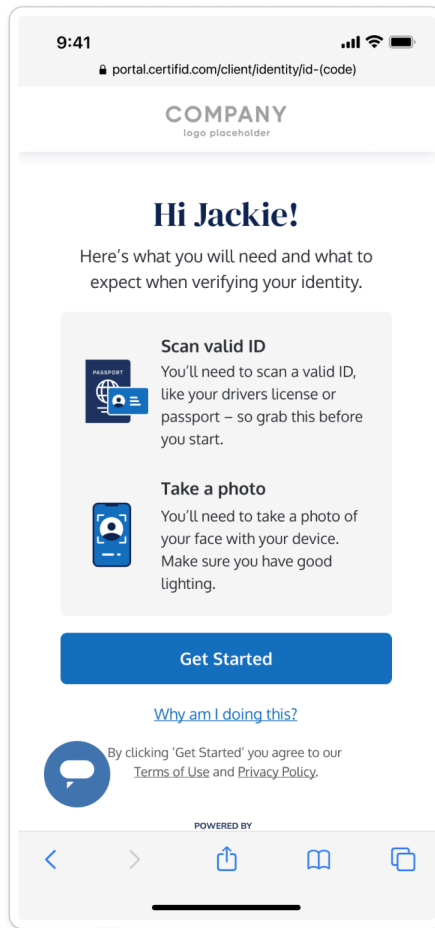 9:41
portal.certifid.com/client/identity/id-(code)
COMPANY
logo placeholder
Hi Jackie!
Here's what you will need and what to
expect when verifying your identity.
PASSPORT
Scan valid ID
You'll need to scan a valid ID,
like your drivers license or
passport – so grab this before
you start.
Take a photo
You'll need to take a photo of
your face with your device.
Make sure you have good
lighting.
Get Started
Why am I doing this?
By clicking 'Get Started' you agree to our
Terms of Use and Privacy Policy.
POWERED BY